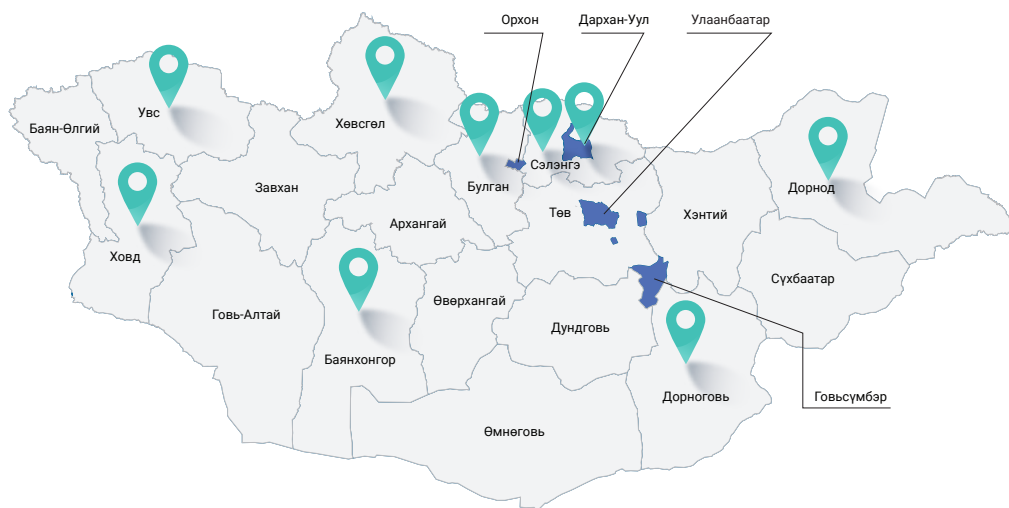 Орхон
Дархан-Уул
Улаанбаатар
Увс
Баян-Өлгий
Хөвсгөл
Сэлэнгэ
Булган
Завхан
Дорнод
Төв
Хэнтий
Архангай
Ховд
Сүхбаатар
Өвөрхангай
Говь-Алтай
Дундговь
Баянхонгор
Дорноговь
Говьсүмбэр
Өмнөговь